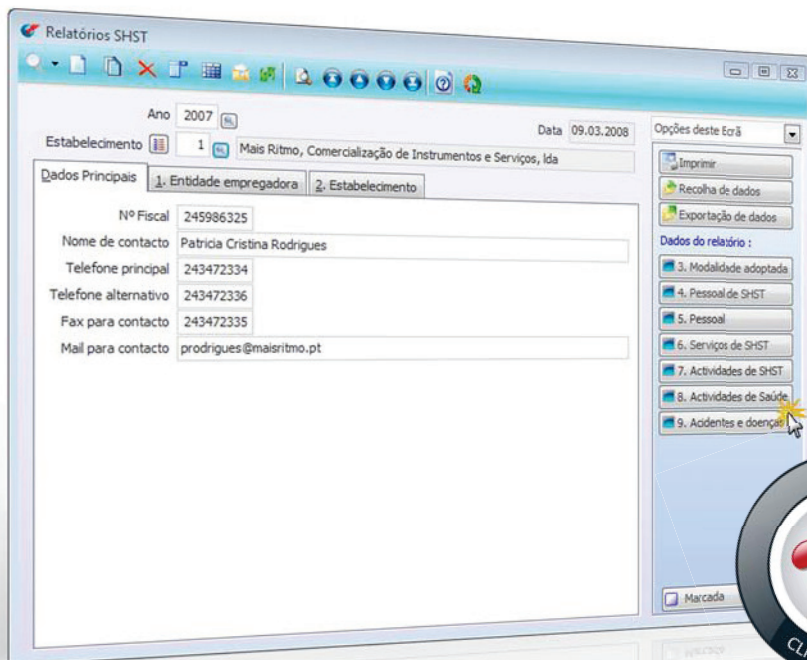 Relatórios SHST
Ano 2007
Data 09.03.2008
Estabelecimento 1 Mais Ritmo, Comercialização de Instrumentos e Serviços, lda
Dados Principais 1. Entidade empregadora 2. Estabelecimento
Nº Fiscal 245986325
Nome de contacto Patricia Cristina Rodrigues
Telefone principal 243472334
Telefone alternativo 243472336
Fax para contacto 243472335
Mail para contacto prodrigues@maisritmo.pt
Opções deste Ecrã
Imprimir
Recolha de dados
Exportação de dados
Dados do relatório :
3. Modalidade adoptada
4. Pessoal de SHST
5. Pessoal
6. Serviços de SHST
7. Actividades de SHST
8. Actividades de Saúde
9. Acidentes e doenças
Marcada